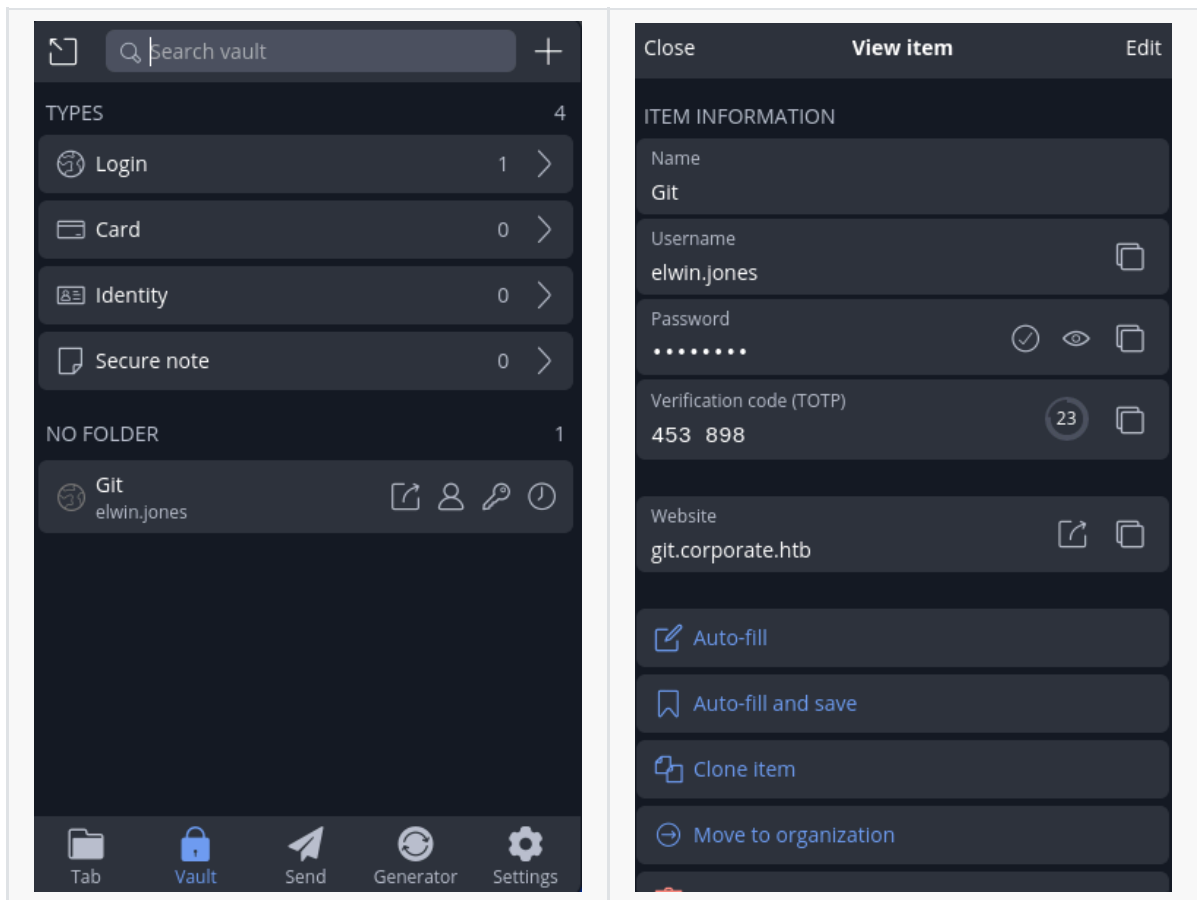 Search vault
TYPES 4
Login 1
Card 0
Identity 0
Secure note 0
NO FOLDER 1
Git
elwin.jones
Tab Vault Send Generator Settings
Close View item Edit
ITEM INFORMATION
Name
Git
Username
elwin.jones
Password
••••••••
Verification code (TOTP)
453 898 23
Website
git.corporate.htb
Auto-fill
Auto-fill and save
Clone item
Move to organization